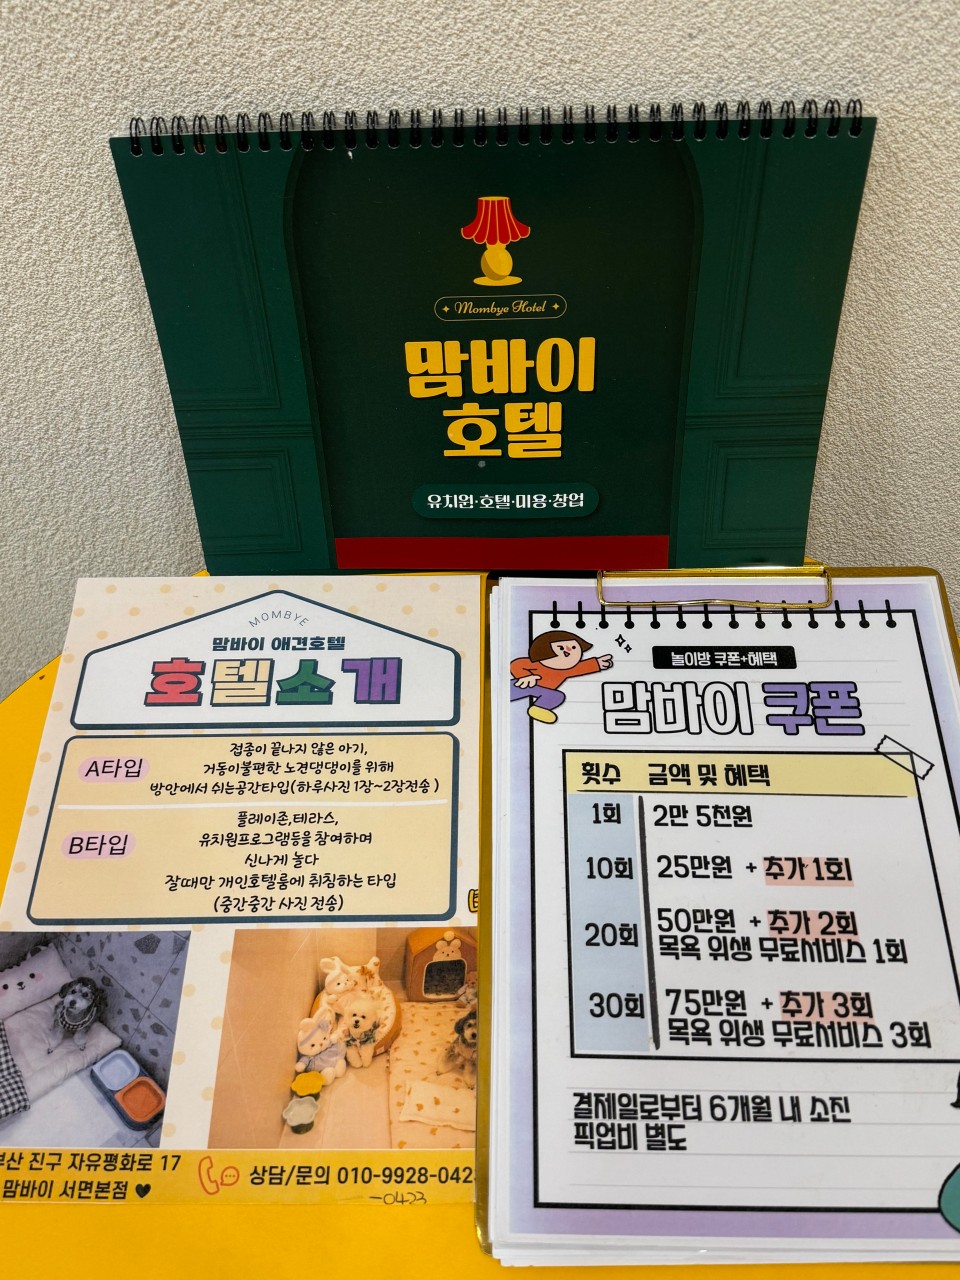 Mombye Hotel
맘바이
호텔
유치원·호텔·미용·창업
MOMBYE
맘바이 애견호텔
호텔소개
A타입
접종이 끝나지 않은 아기,
거동이불편한 노견댕댕이를 위해
방안에서 쉬는공간타입(하루사진 1장~2장전송)
B타입
플레이존,테라스,
유치원프로그램등을 참여하며
신나게 놀다
잘때만 개인호텔룸에 취침하는 타입
(중간중간 사진 전송)
부산 진구 자유평화로 17
맘바이 서면본점
상담/문의 010-9928-042
-0423
놀이방 쿠폰+혜택
맘바이 쿠폰
횟수 금액 및 혜택
1회 2만 5천원
10회 25만원 + 추가 1회
20회 50만원 + 추가 2회
목욕 위생 무료서비스 1회
30회 75만원 + 추가 3회
목욕 위생 무료서비스 3회
결제일로부터 6개월 내 소진
픽업비 별도